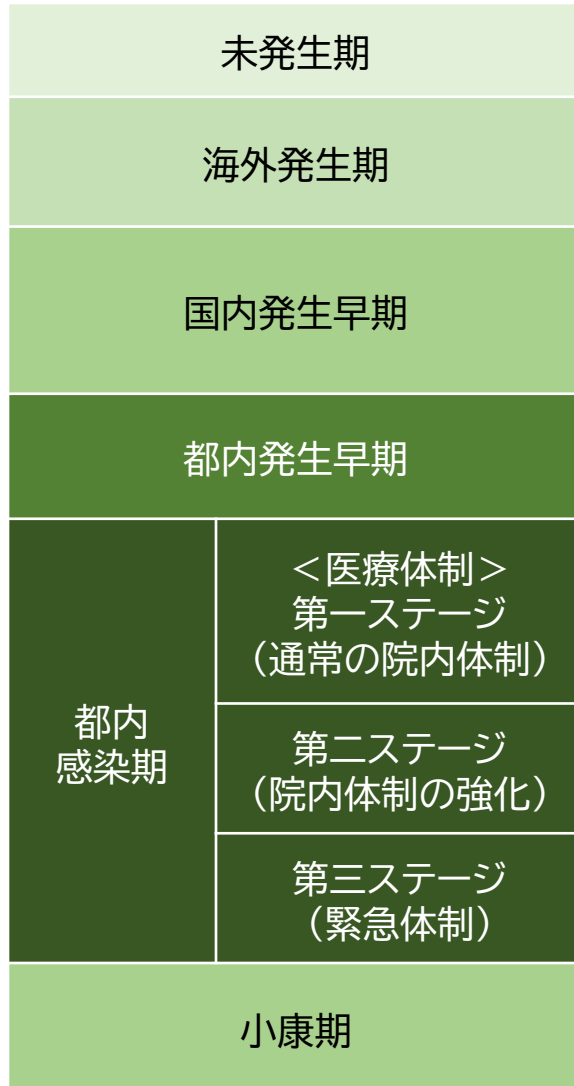 未発生期
海外発生期
国内発生早期
都内発生早期
都内
感染期
＜医療体制＞
第一ステージ
（通常の院内体制）
第二ステージ
（院内体制の強化）
第三ステージ
（緊急体制）
小康期